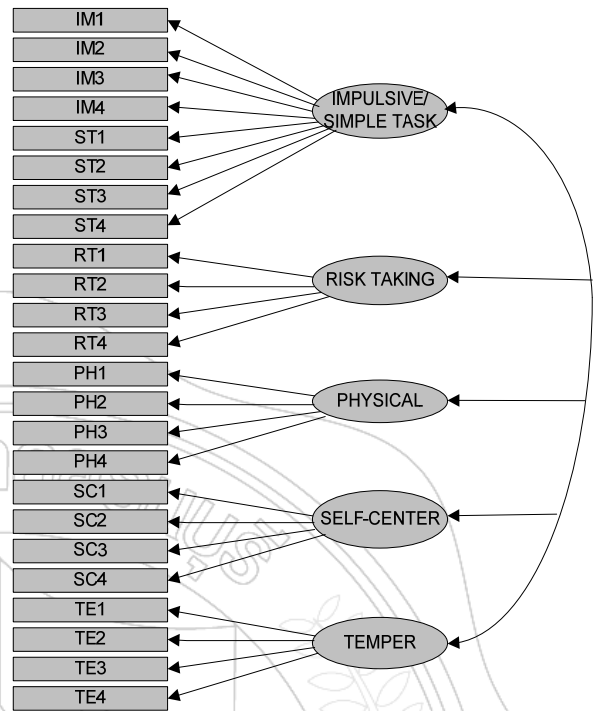 IM1
IM2
IM3
IM4
ST1
ST2
ST3
ST4
RT1
RT2
RT3
RT4
PH1
PH2
PH3
PH4
SC1
SC2
SC3
SC4
TE1
TE2
TE3
TE4
IMPULSIVE/
SIMPLE TASK
RISK TAKING
PHYSICAL
SELF-CENTER
TEMPER